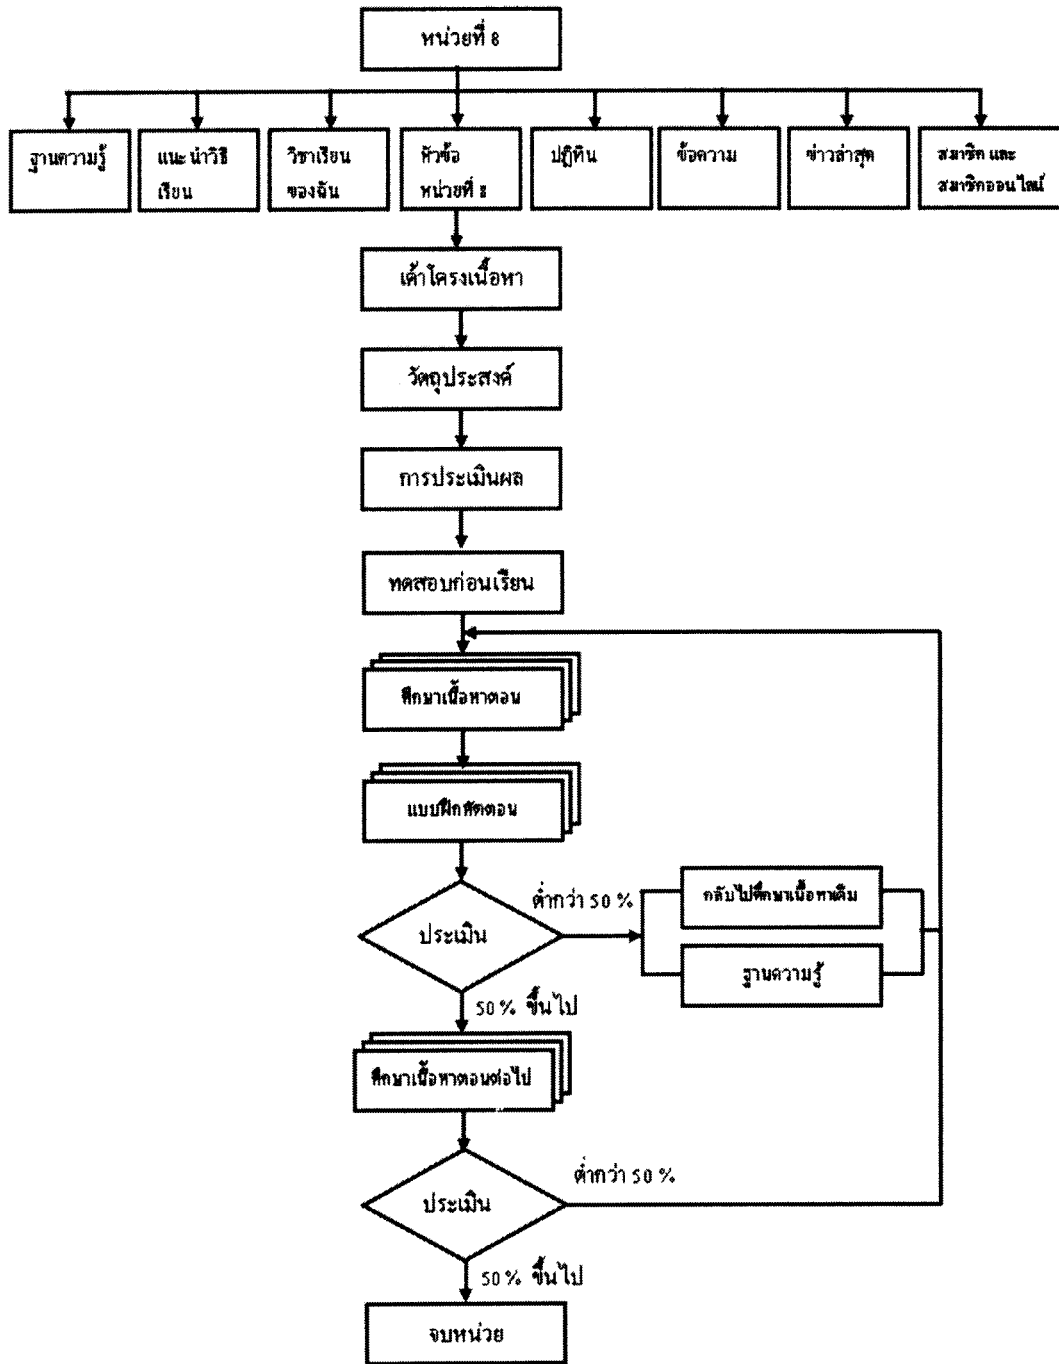 หน่วยที่ 8
ฐานความรู้
แนะนำวิธี
เรียน
วิชาเรียน
ของฉัน
หัวข้อ
หน่วยที่ 8
ปฏิทิน
ข้อความ
ข่าวล่าสุด
สมาชิก และ
สมาชิกออนไลน์
เค้าโครงเนื้อหา
วัตถุประสงค์
การประเมินผล
ทดสอบก่อนเรียน
ศึกษาเนื้อหาตอน
แบบฝึกหัดตอน
ต่ำกว่า 50 %
กลับไปศึกษาเนื้อหาเดิม
ประเมิน
ฐานความรู้
50 % ขึ้นไป
ศึกษาเนื้อหาตอนต่อไป
ต่ำกว่า 50 %
ประเมิน
50 % ขึ้นไป
จบหน่วย